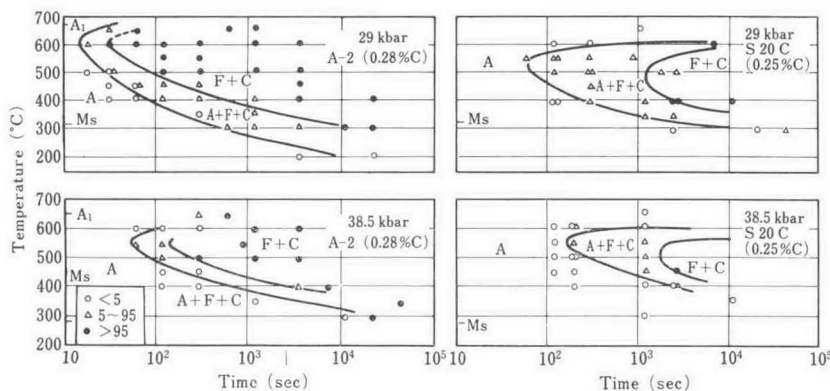 700
600
500
400
300
200
A₁
A
Ms
29 kbar
A-2 (0.28%C)
F+C
A+F+C
29 kbar
S 20 C
(0.25%C)
A
F+C
A+F+C
Ms
Temperature (°C)
700
600
500
400
300
200
A₁
A
Ms
38.5 kbar
A-2 (0.28%C)
F+C
A+F+C
○ <5
△ 5~95
● >95
10 10² 10³ 10⁴ 10⁵
Time (sec)
38.5 kbar
S 20 C
(0.25%C)
A
A+F+C
F+C
Ms
10 10² 10³ 10⁴ 10⁵
Time (sec)